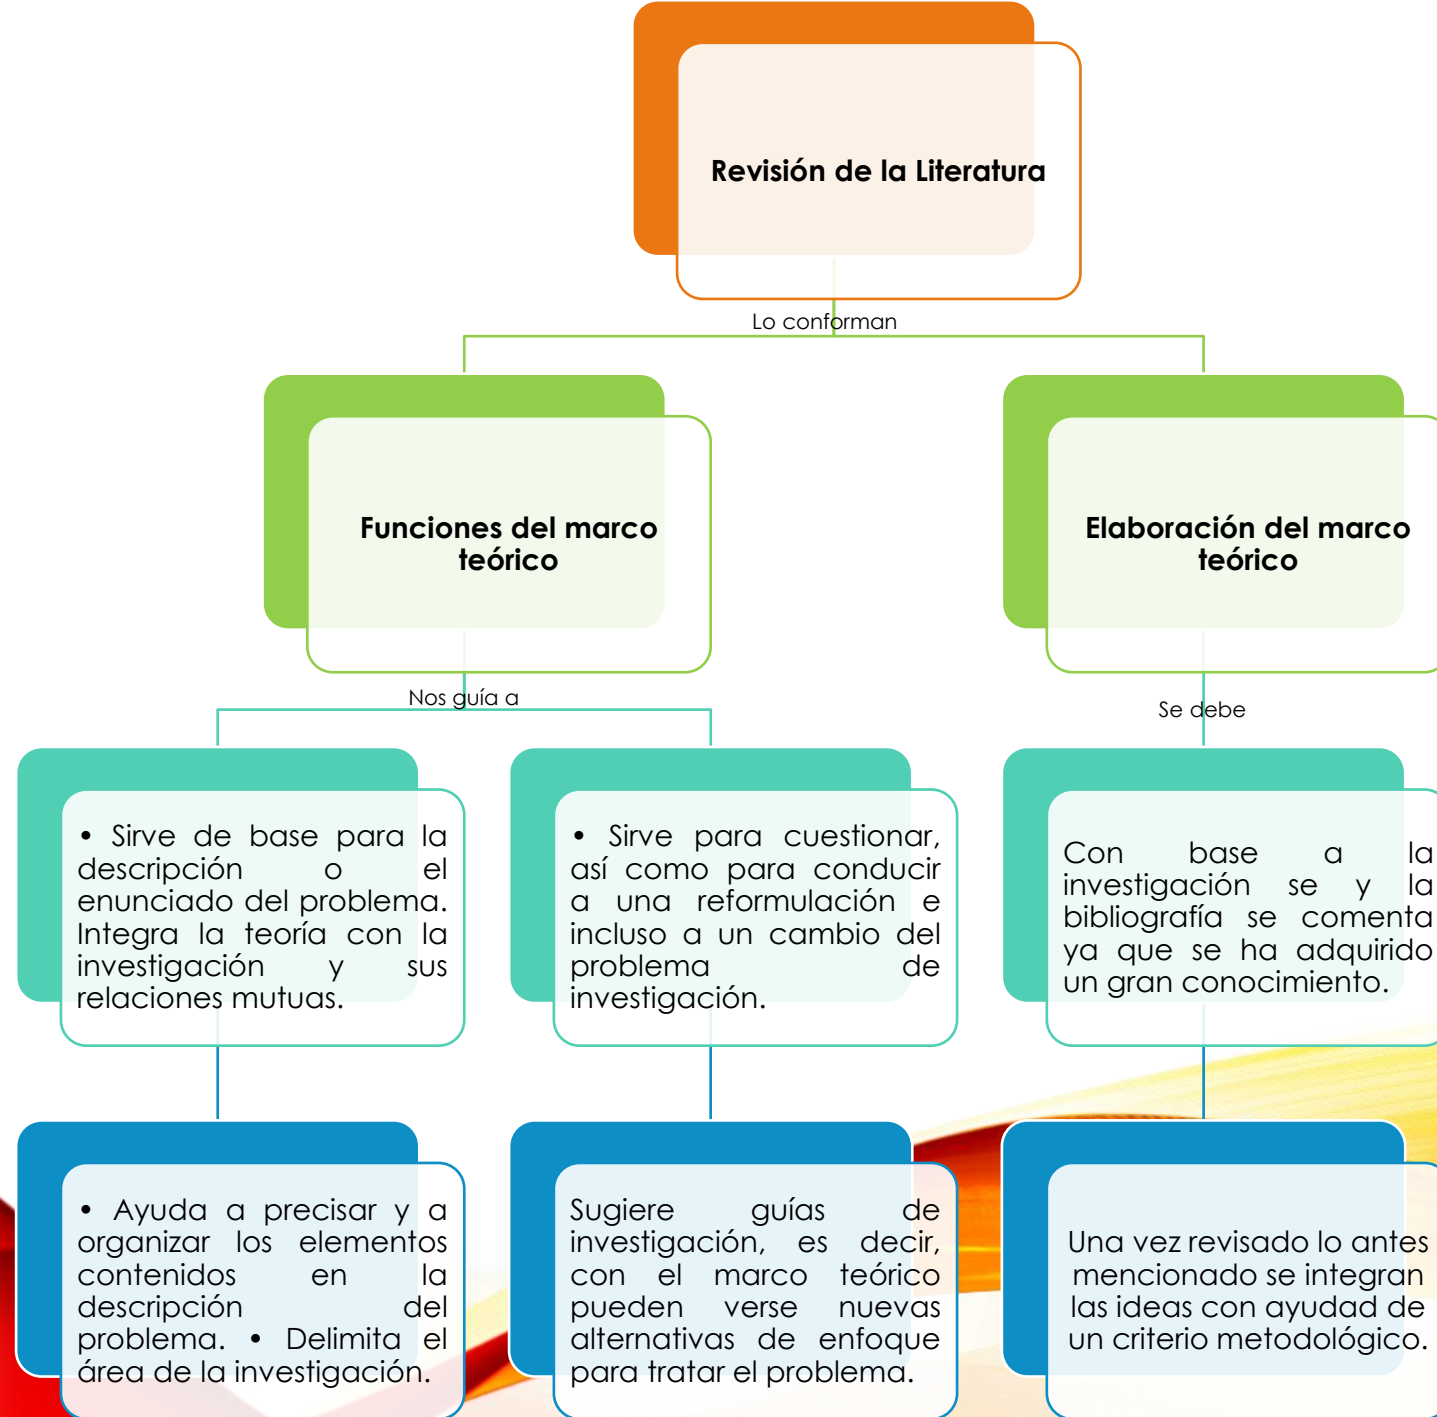 Revisión de la Literatura
Lo conforman
Funciones del marco
teórico
Elaboración del marco
teórico
Nos guía a
Se debe
• Sirve de base para la
descripción o el
enunciado del problema.
Integra la teoría con la
investigación y sus
relaciones mutuas.
• Sirve para cuestionar,
así como para conducir
a una reformulación e
incluso a un cambio del
problema de
investigación.
Con base a la
investigación se y la
bibliografía se comenta
ya que se ha adquirido
un gran conocimiento.
• Ayuda a precisar y a
organizar los elementos
contenidos en la
descripción del
problema. • Delimita el
área de la investigación.
Sugiere guías de
investigación, es decir,
con el marco teórico
pueden verse nuevas
alternativas de enfoque
para tratar el problema.
Una vez revisado lo antes
mencionado se integran
las ideas con ayudad de
un criterio metodológico.